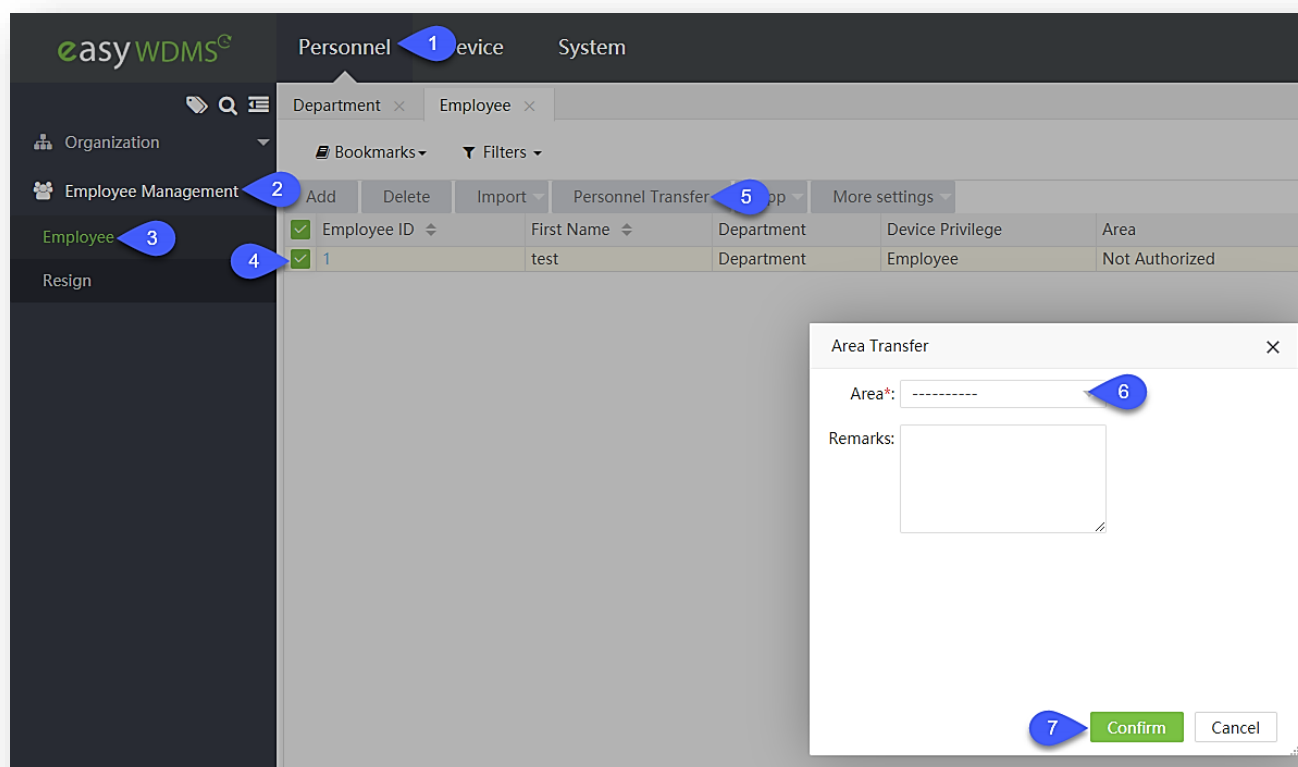 easyWDMS
Personnel 1 evice System
Department × Employee ×
Organization
Bookmarks Filters
Employee Management 2
Add Delete Import Personnel Transfer 5 pp More settings
Employee 3
Employee ID First Name Department Device Privilege Area
4 1 test Department Employee Not Authorized
Resign
Area Transfer ×
Area*: ---------- 6
Remarks:
7 Confirm Cancel